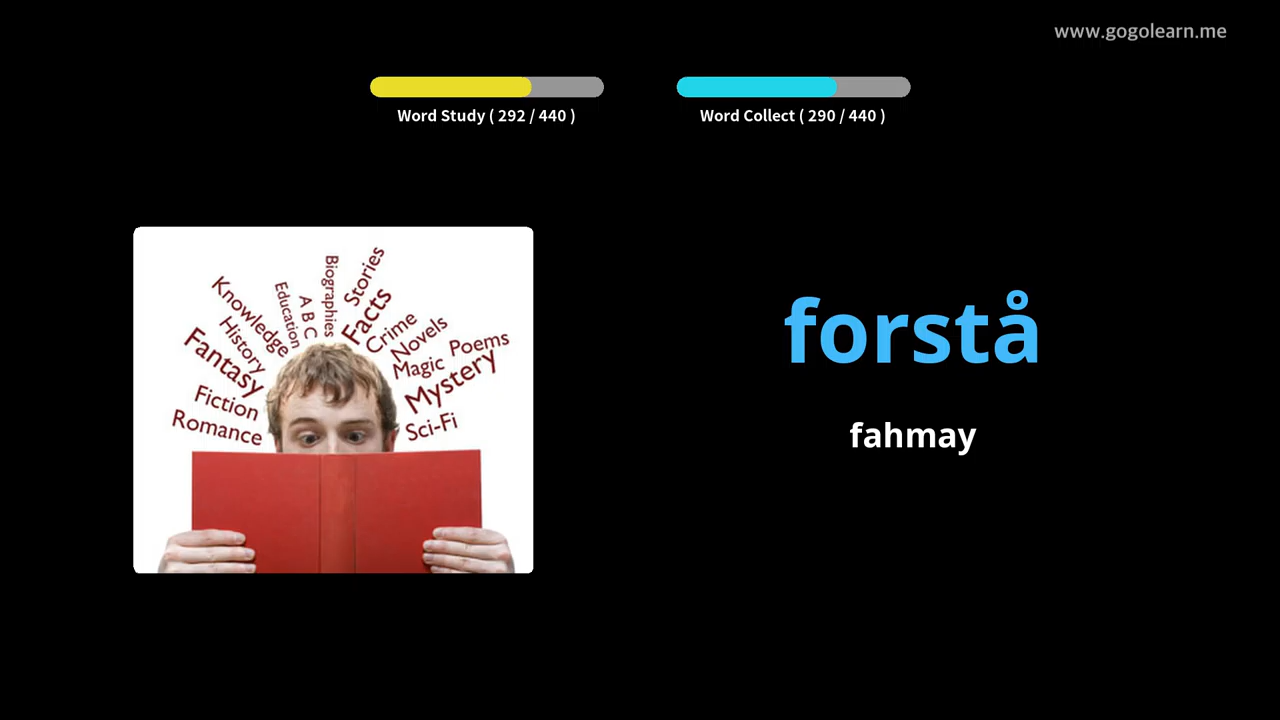 www.gogolearn.me
Word Study ( 292 / 440 )
Word Collect ( 290 / 440 )
Knowledge
History
Fantasy
Fiction
Romance
Education
A B C
Biographies
Stories
Facts
Crime
Novels
Magic
Poems
Mystery
Sci-Fi
forstå
fahmay